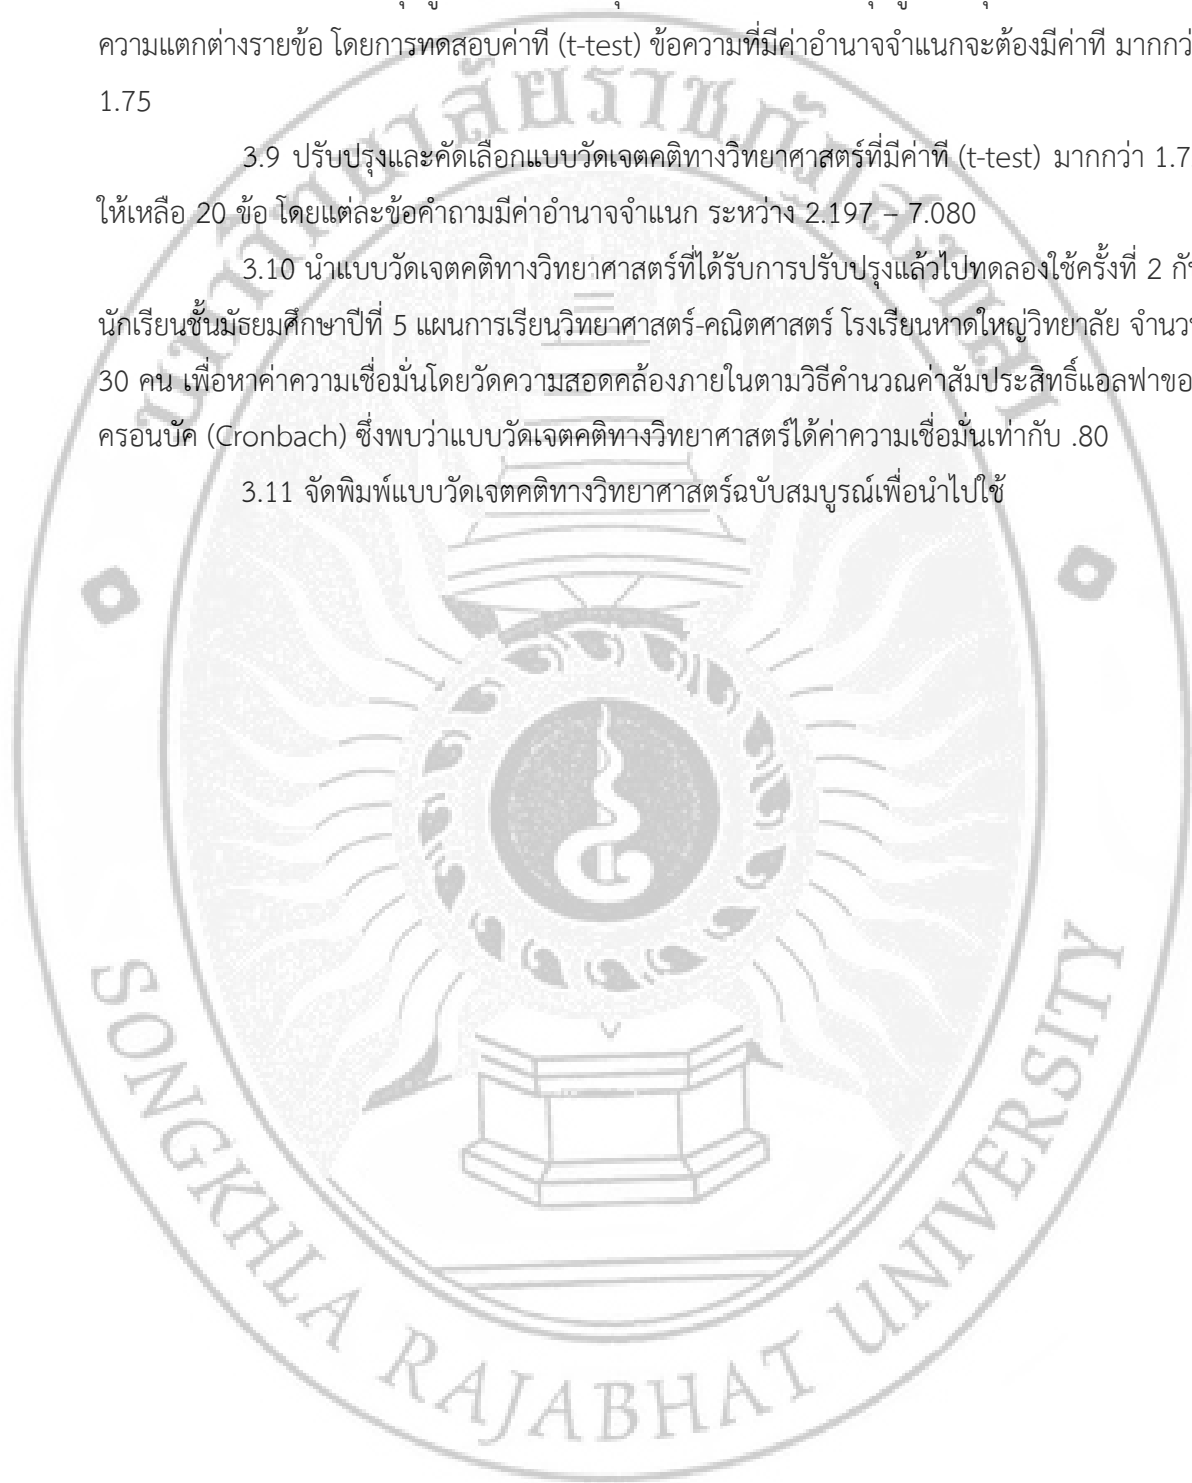 ความแตกต่างรายข้อ โดยการทดสอบค่าที (t-test) ข้อความที่มีค่าอำนาจจำแนกจะต้องมีค่าที มากกว่
1.75
3.9 ปรับปรุงและคัดเลือกแบบวัดเจตคติทางวิทยาศาสตร์ที่มีค่าที (t-test) มากกว่า 1.7
ให้เหลือ 20 ข้อ โดยแต่ละข้อคำถามมีค่าอำนาจจำแนก ระหว่าง 2.197 – 7.080
3.10 นำแบบวัดเจตคติทางวิทยาศาสตร์ที่ได้รับการปรับปรุงแล้วไปทดลองใช้ครั้งที่ 2 กั
นักเรียนชั้นมัธยมศึกษาปีที่ 5 แผนการเรียนวิทยาศาสตร์-คณิตศาสตร์ โรงเรียนหาดใหญ่วิทยาลัย จำนว
30 คน เพื่อหาค่าความเชื่อมั่นโดยวัดความสอดคล้องภายในตามวิธีคำนวณค่าสัมประสิทธิ์แอลฟาขอ
ครอนบัค (Cronbach) ซึ่งพบว่าแบบวัดเจตคติทางวิทยาศาสตร์ได้ค่าความเชื่อมั่นเท่ากับ .80
3.11 จัดพิมพ์แบบวัดเจตคติทางวิทยาศาสตร์ฉบับสมบูรณ์เพื่อนำไปใช้
มหาวิทยาลัยราชภัฏสงขลา
SONGKHLA RAJABHAT UNIVERSITY